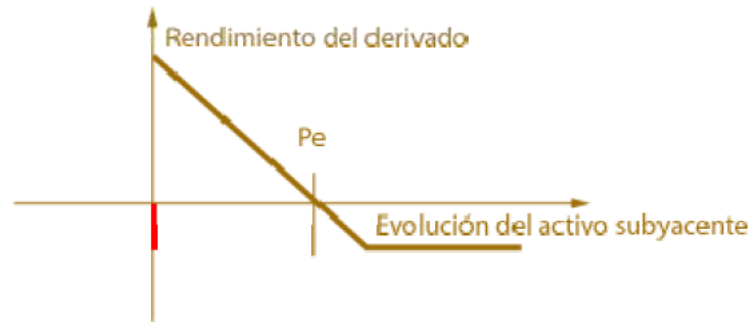 Rendimiento del derivado
Pe
Evolución del activo subyacente